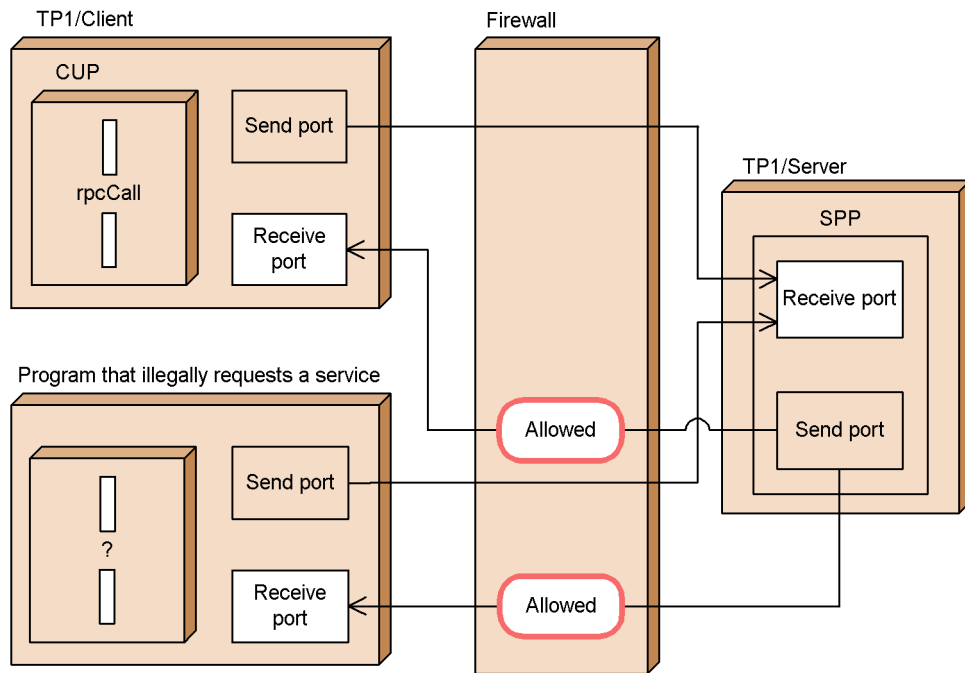 TP1/Client
Firewall
CUP
Send port
rpcCall
Receive
port
TP1/Server
SPP
Receive port
Send port
Allowed
Program that illegally requests a service
Send port
?
Receive
port
Allowed